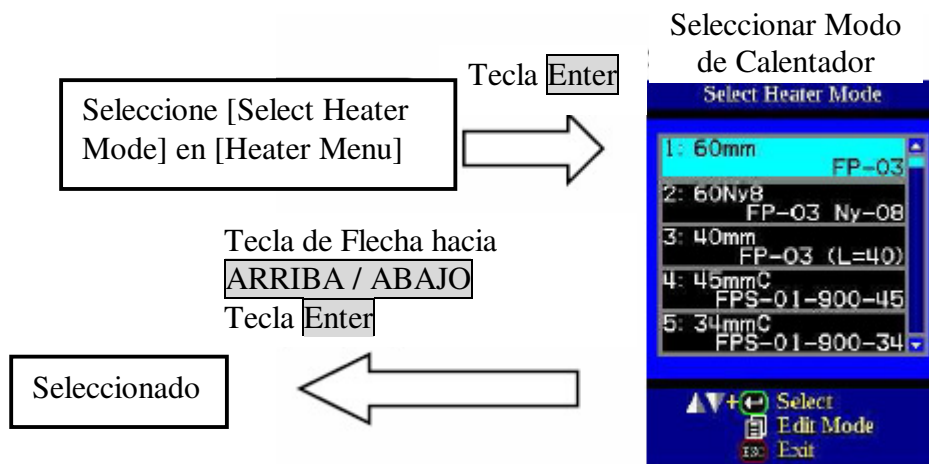 Seleccionar Modo
de Calentador
Tecla Enter
Seleccione [Select Heater
Mode] en [Heater Menu]
Select Heater Mode
1: 60mm
FP-03
2: 60Ny8
FP-03 Ny-08
3: 40mm
FP-03 (L=40)
4: 45mmC
FPS-01-900-45
5: 34mmC
FPS-01-900-34
Tecla de Flecha hacia
ARRIBA / ABAJO
Tecla Enter
Seleccionado
+ Select
Edit Mode
ESC Exit